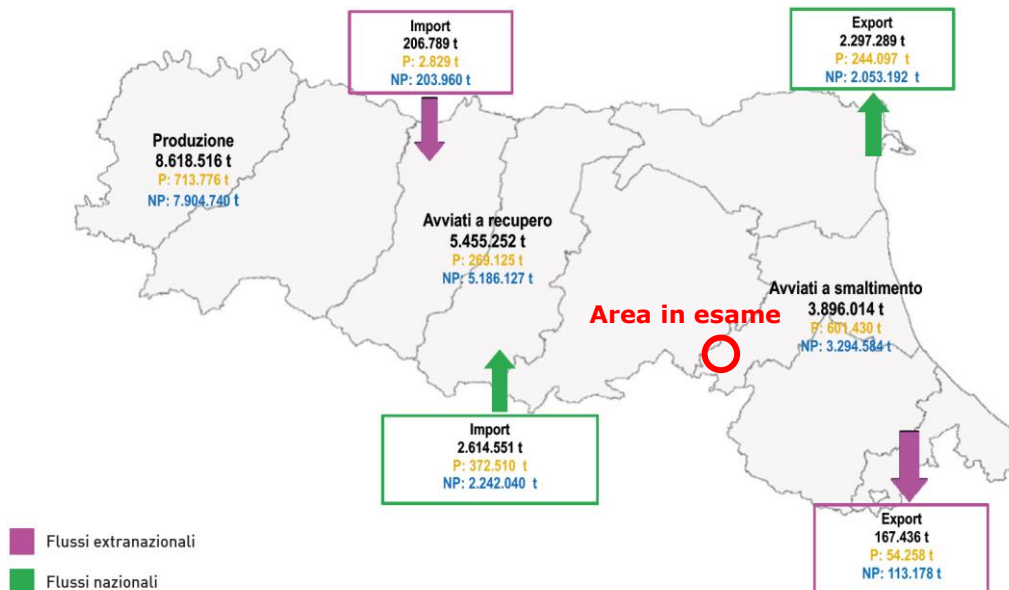 Import
206.789 t
P: 2.829 t
NP: 203.960 t
Export
2.297.289 t
P: 244.097 t
NP: 2.053.192 t
Produzione
8.618.516 t
P: 713.776 t
NP: 7.904.740 t
Avviati a recupero
5.455.252 t
P: 269.125 t
NP: 5.186.127 t
Area in esame
Avviati a smaltimento
3.896.014 t
P: 601.430 t
NP: 3.294.584 t
Import
2.614.551 t
P: 372.510 t
NP: 2.242.040 t
Export
167.436 t
P: 54.258 t
NP: 113.178 t
Flussi extranazionali
Flussi nazionali